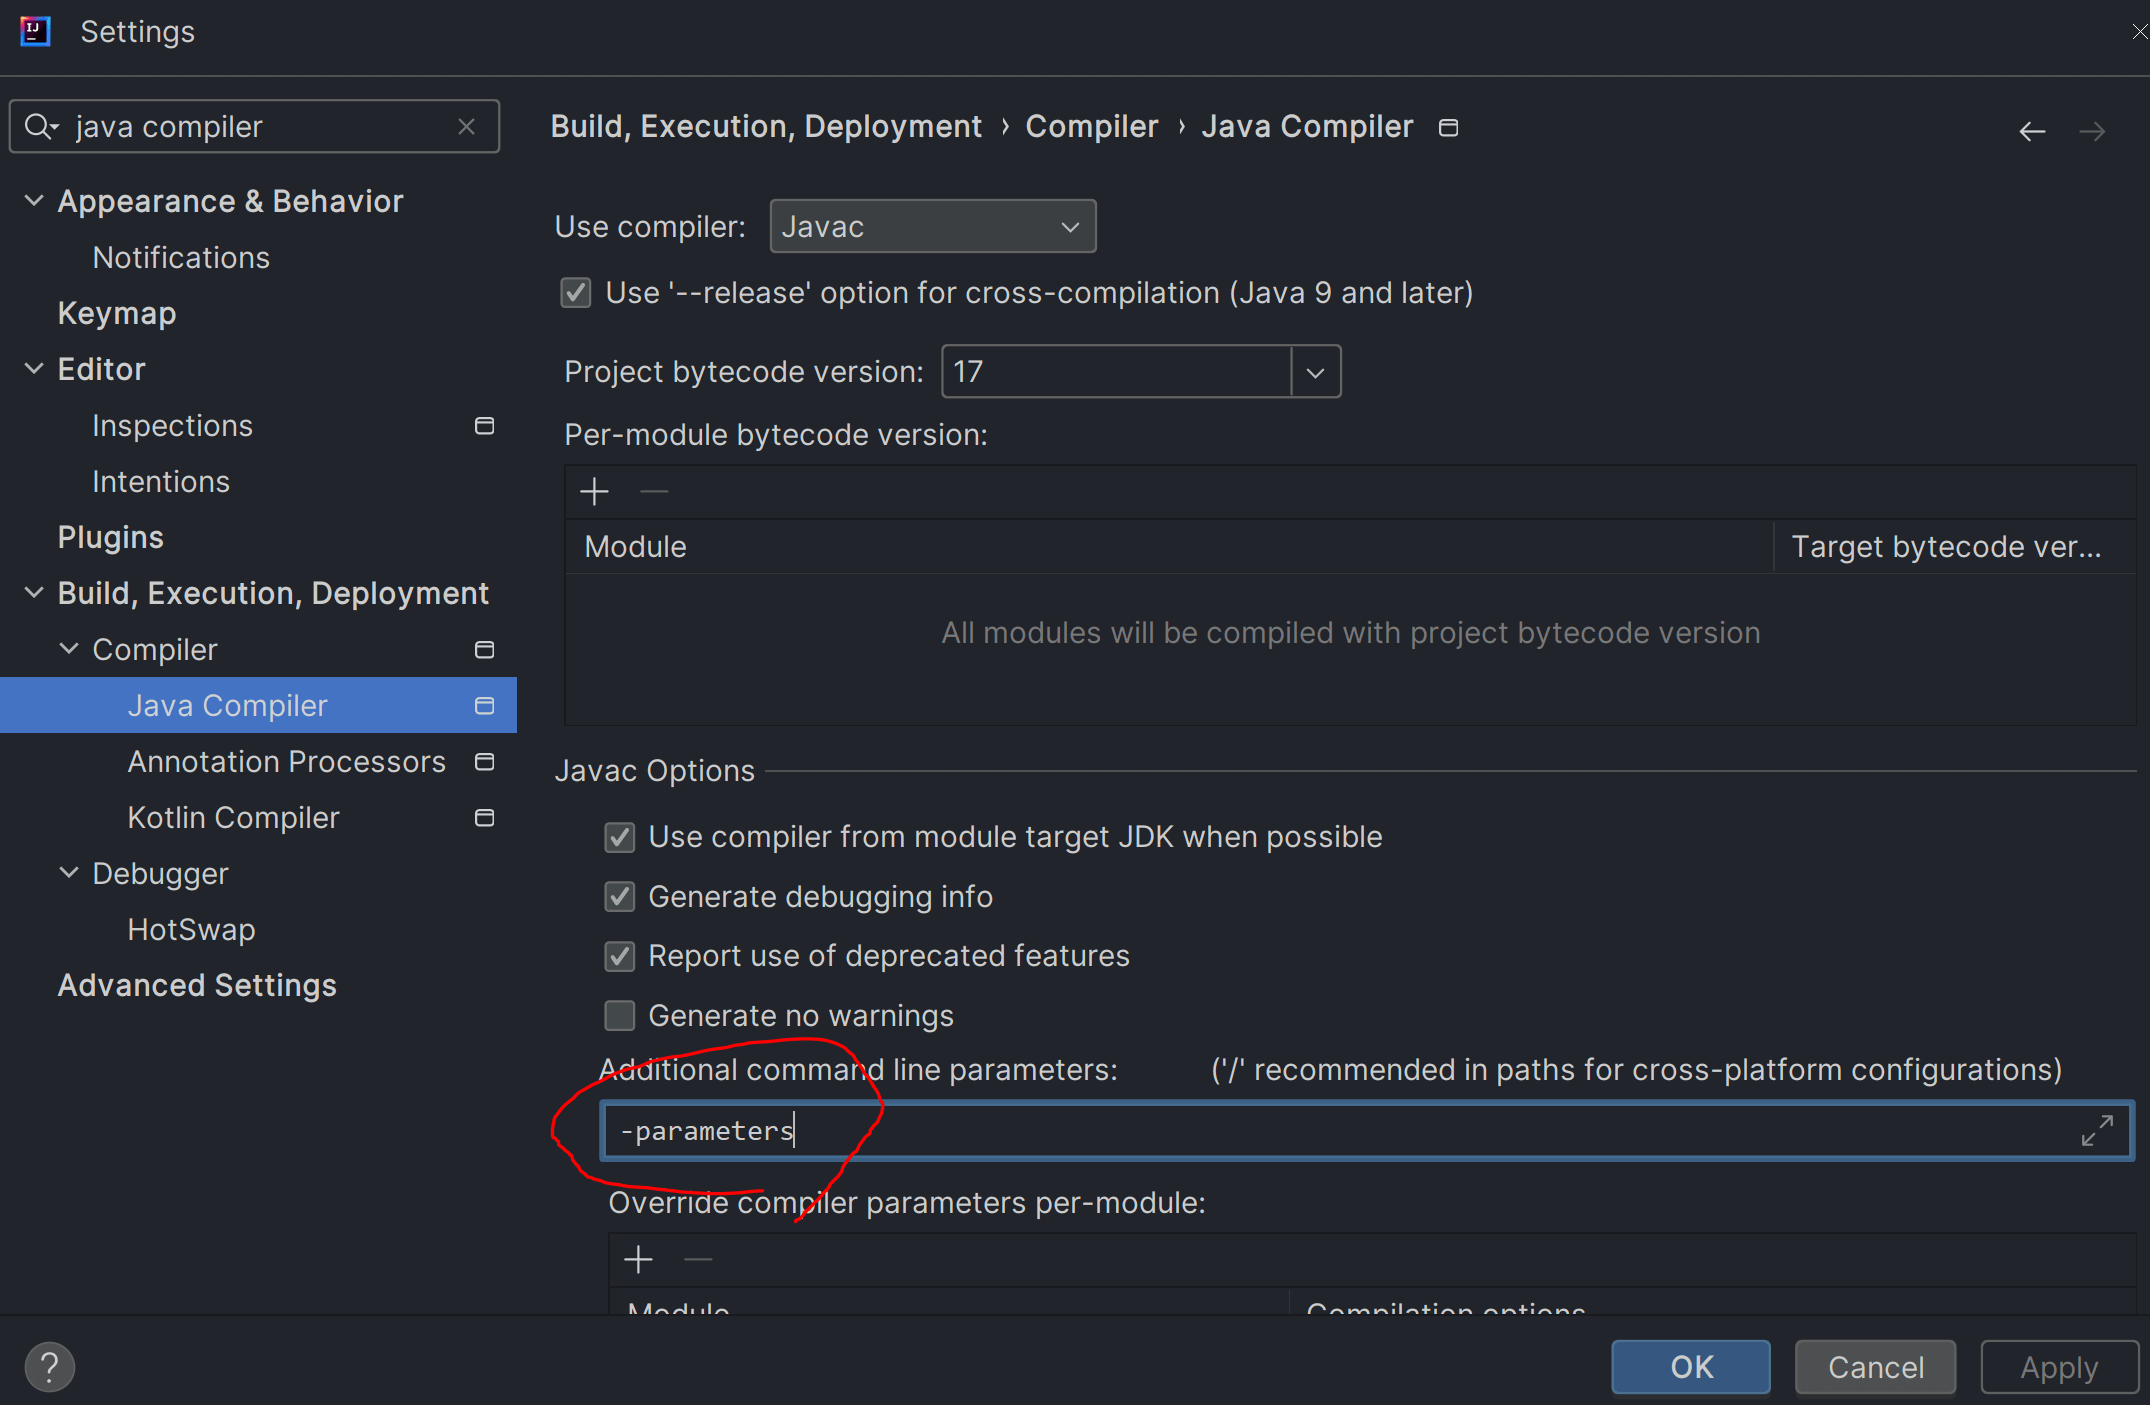 Settings
java compiler
Appearance & Behavior
Notifications
Keymap
Editor
Inspections
Intentions
Plugins
Build, Execution, Deployment
Compiler
Java Compiler
Annotation Processors
Kotlin Compiler
Debugger
HotSwap
Advanced Settings
Build, Execution, Deployment › Compiler › Java Compiler
Use compiler: Javac
Use '--release' option for cross-compilation (Java 9 and later)
Project bytecode version: 17
Per-module bytecode version:
Module Target bytecode ver...
All modules will be compiled with project bytecode version
Javac Options
Use compiler from module target JDK when possible
Generate debugging info
Report use of deprecated features
Generate no warnings
Additional command line parameters: ('/' recommended in paths for cross-platform configurations)
-parameters
Override compiler parameters per-module:
Module Compilation options
? OK Cancel Apply